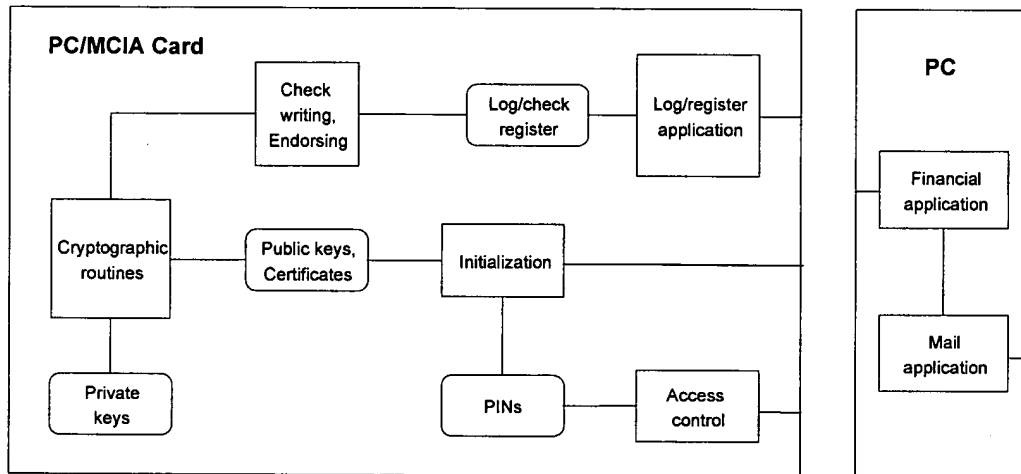 PC/MCIA Card
Check
writing,
Endorsing
Log/check
register
Log/register
application
Cryptographic
routines
Public keys,
Certificates
Initialization
Private
keys
PINs
Access
control
PC
Financial
application
Mail
application